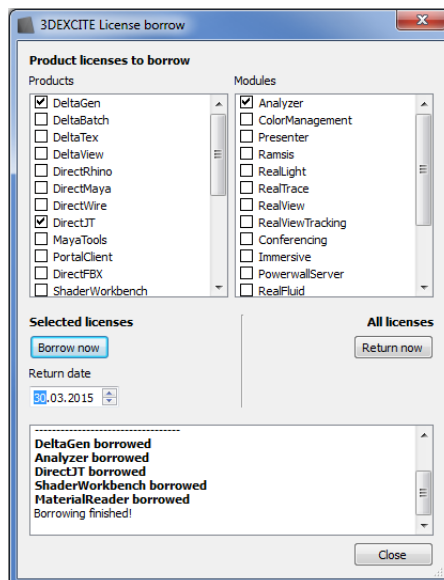 3DEXCITE License borrow
Product licenses to borrow
Products
DeltaGen
DeltaBatch
DeltaTex
DeltaView
DirectRhino
DirectMaya
DirectWire
DirectJT
MayaTools
PortalClient
DirectFBX
ShaderWorkbench
Modules
Analyzer
ColorManagement
Presenter
Ramsis
RealLight
RealTrace
RealView
RealViewTracking
Conferencing
Immersive
PowerwallServer
RealFluid
Selected licenses
All licenses
Borrow now
Return now
Return date
30.03.2015
----------------------------------
DeltaGen borrowed
Analyzer borrowed
DirectJT borrowed
ShaderWorkbench borrowed
MaterialReader borrowed
Borrowing finished!
Close